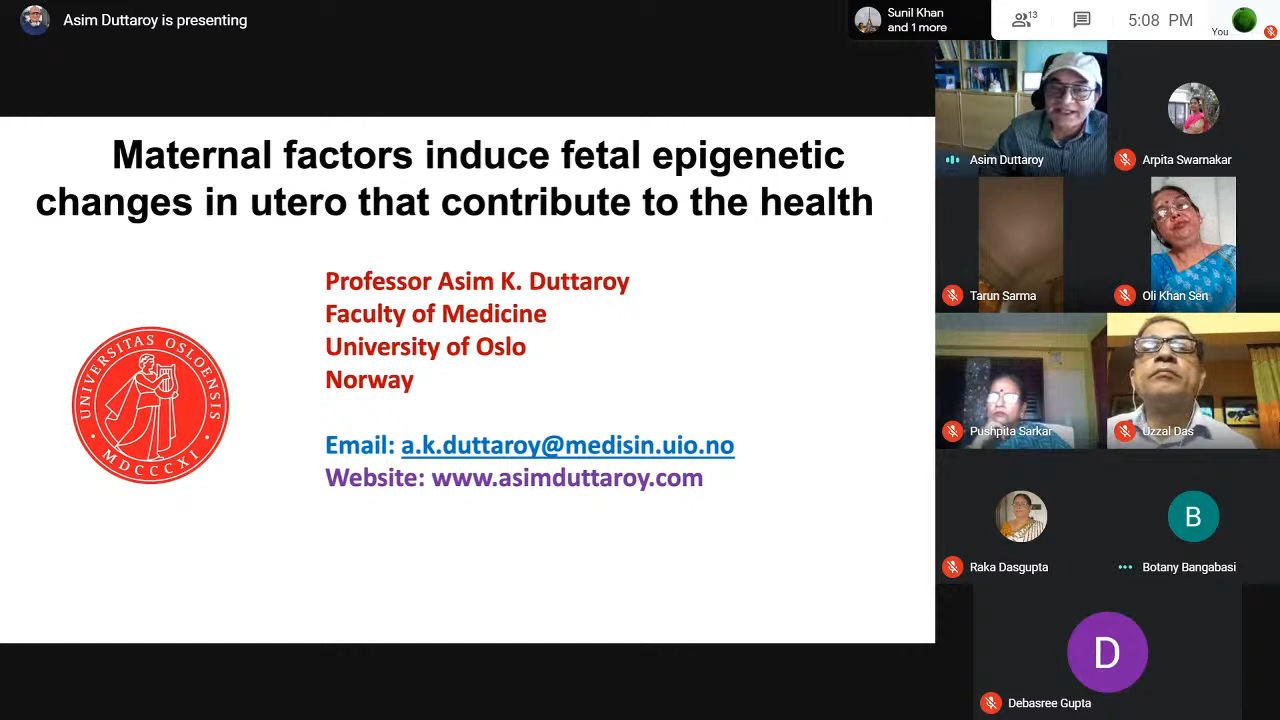 Asim Duttaroy is presenting
Sunil Khan
and 1 more
13
5:08 PM
You
Maternal factors induce fetal epigenetic
changes in utero that contribute to the health
Professor Asim K. Duttaroy
Faculty of Medicine
University of Oslo
Norway
Email: a.k.duttaroy@medisin.uio.no
Website: www.asimduttaroy.com
UNIVERSITAS OSLOENSIS
MDCCCXI
Asim Duttaroy
Arpita Swarnakar
Tarun Sarma
Oli Khan Sen
Pushpita Sarkar
Uzzal Das
Raka Dasgupta
B
Botany Bangabasi
D
Debasree Gupta